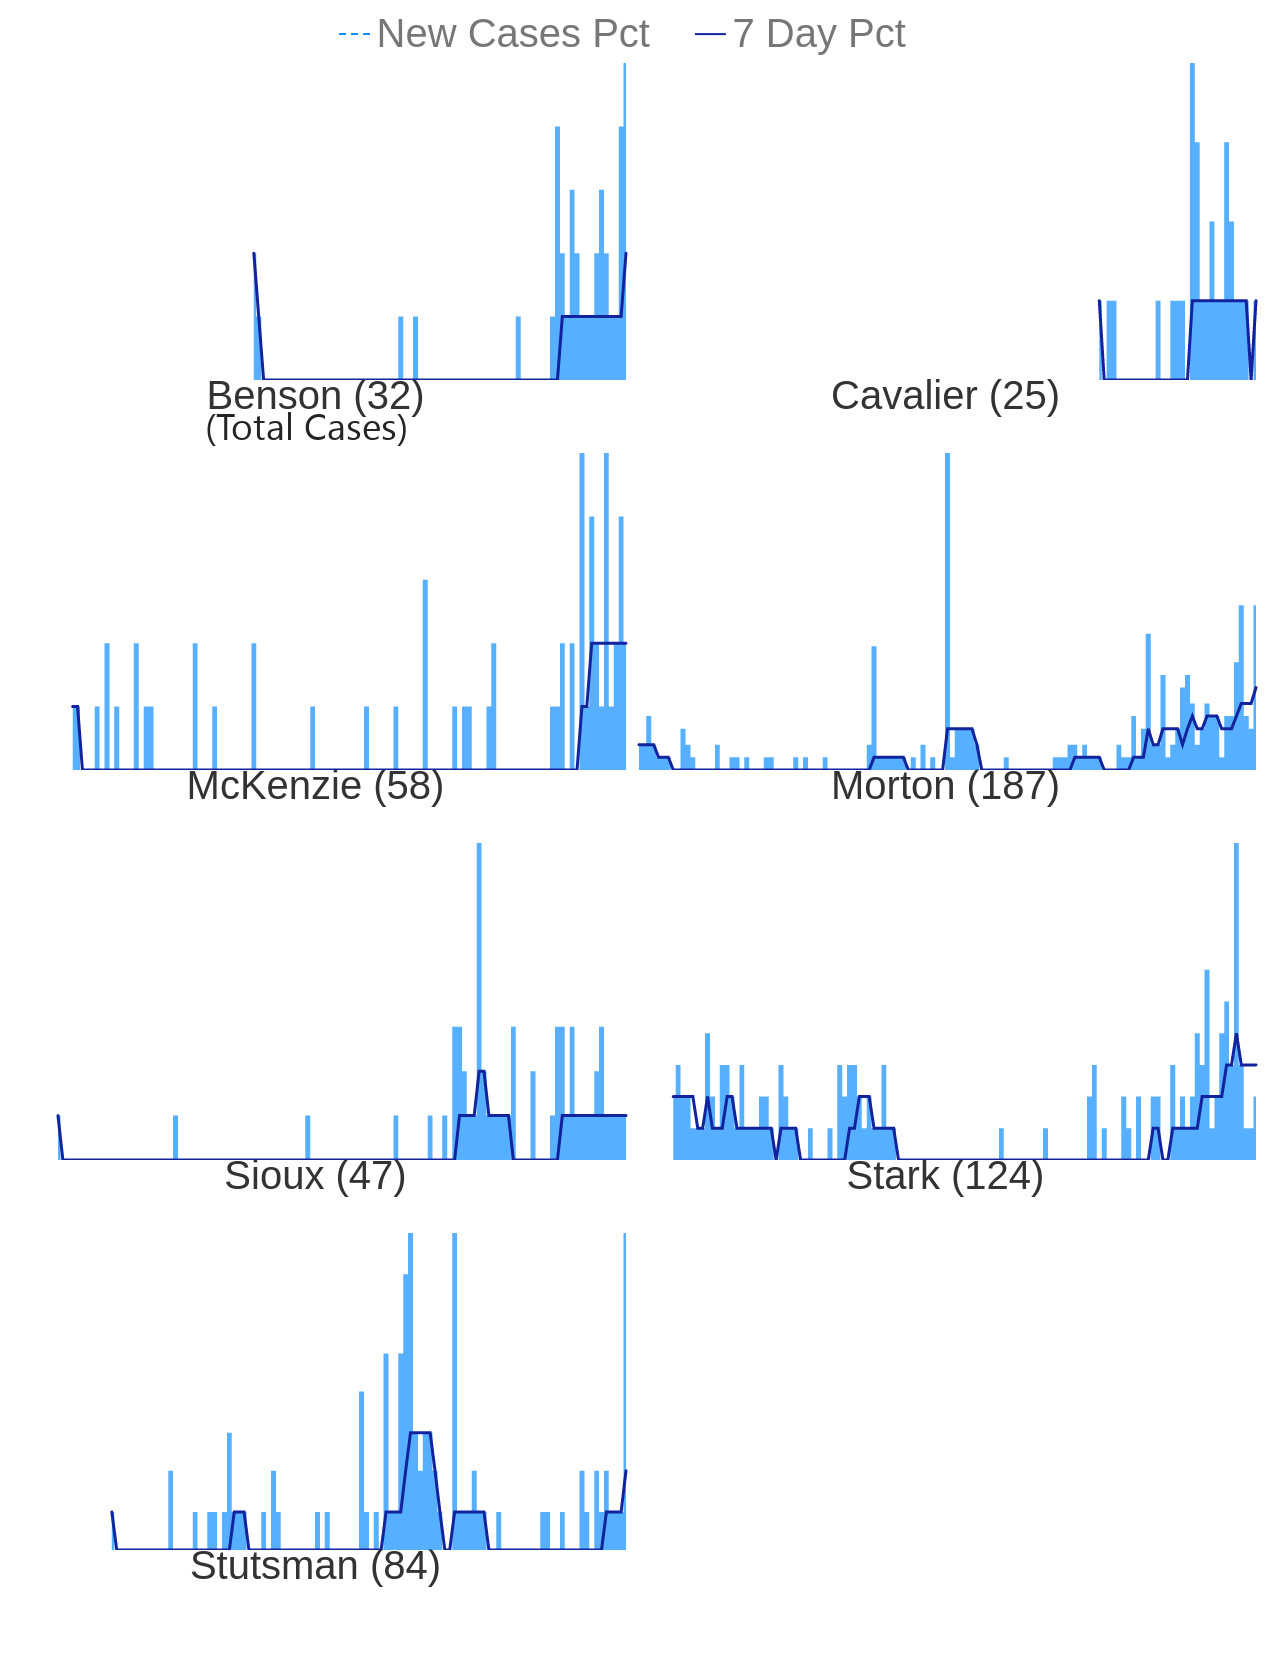 New Cases Pct 7 Day Pct
Benson (32)
(Total Cases)
Cavalier (25)
McKenzie (58)
Morton (187)
Sioux (47)
Stark (124)
Stutsman (84)